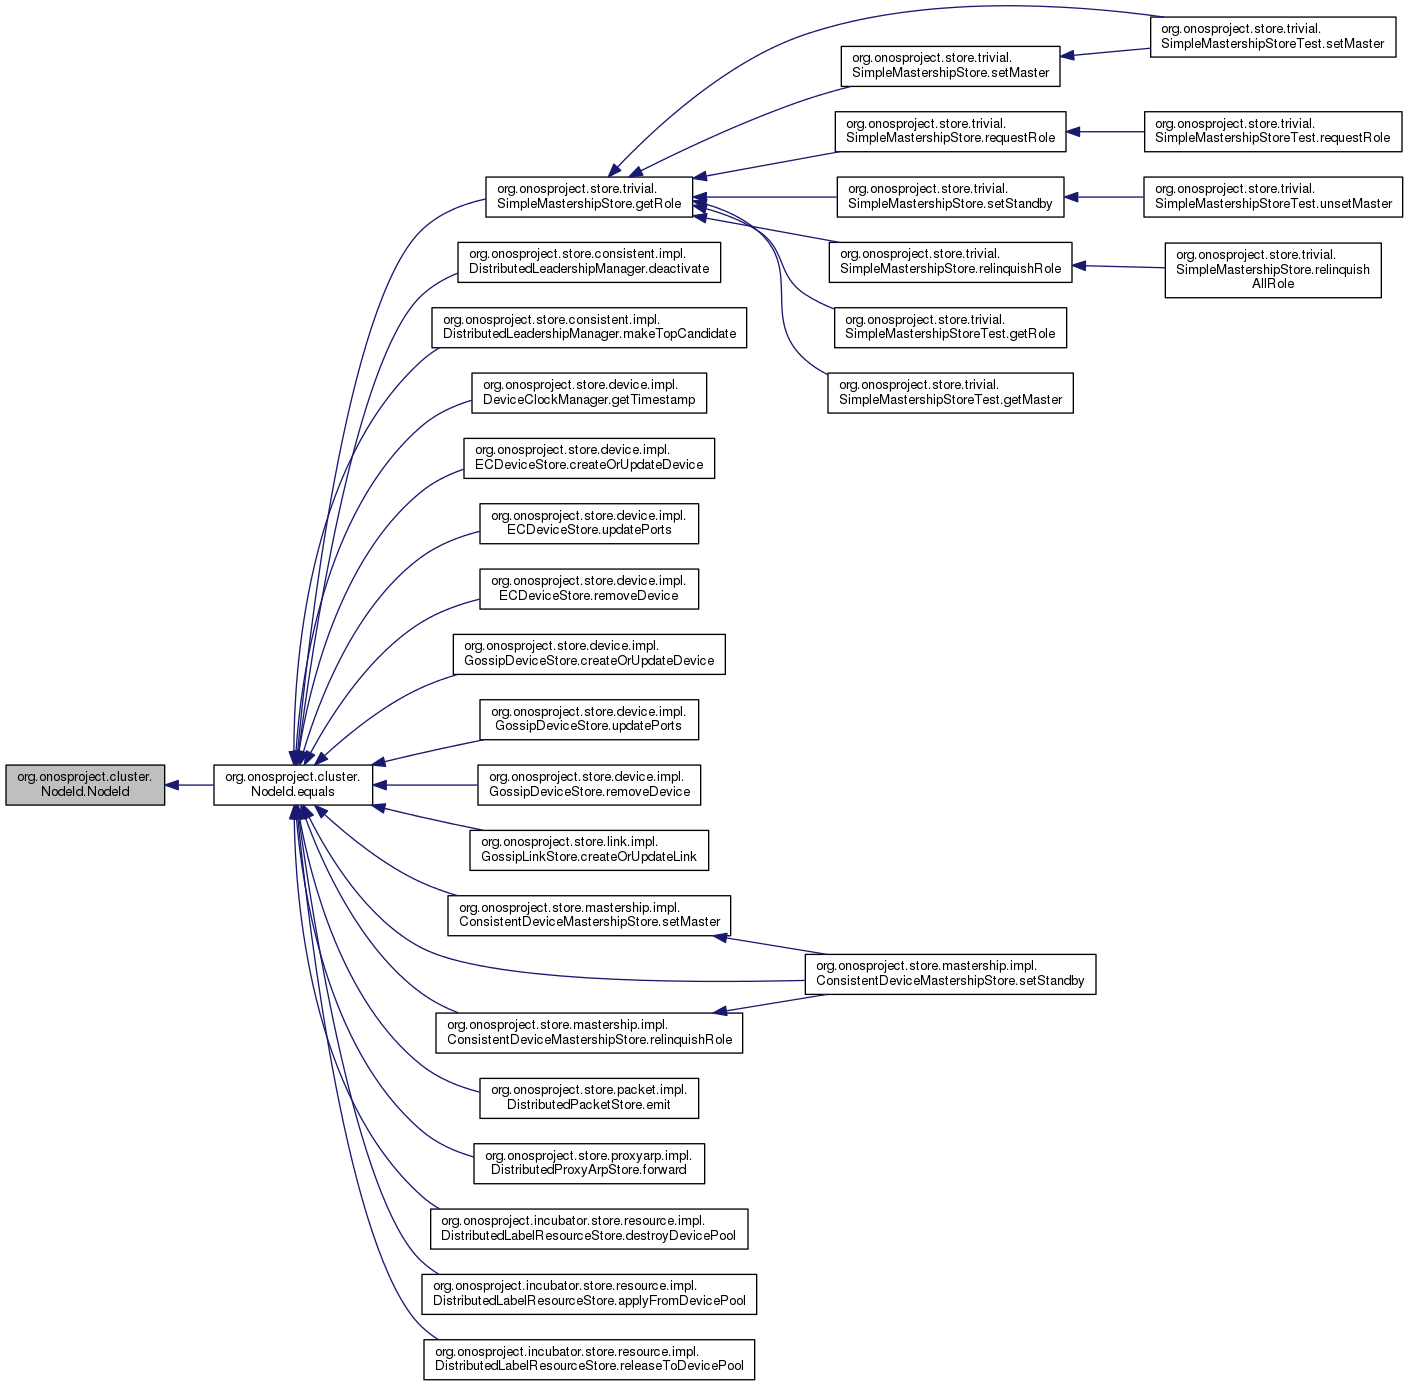 org.onosproject.store.trivial.
SimpleMastershipStoreTest.setMaster
org.onosproject.store.trivial.
SimpleMastershipStore.setMaster
org.onosproject.store.trivial.
SimpleMastershipStore.requestRole
org.onosproject.store.trivial.
SimpleMastershipStoreTest.requestRole
org.onosproject.store.trivial.
SimpleMastershipStore.getRole
org.onosproject.store.trivial.
SimpleMastershipStore.setStandby
org.onosproject.store.trivial.
SimpleMastershipStoreTest.unsetMaster
org.onosproject.store.consistent.impl.
DistributedLeadershipManager.deactivate
org.onosproject.store.trivial.
SimpleMastershipStore.relinquishRole
org.onosproject.store.trivial.
SimpleMastershipStore.relinquish
AllRole
org.onosproject.store.consistent.impl.
DistributedLeadershipManager.makeTopCandidate
org.onosproject.store.trivial.
SimpleMastershipStoreTest.getRole
org.onosproject.store.device.impl.
DeviceClockManager.getTimestamp
org.onosproject.store.trivial.
SimpleMastershipStoreTest.getMaster
org.onosproject.store.device.impl.
ECDeviceStore.createOrUpdateDevice
org.onosproject.store.device.impl.
ECDeviceStore.updatePorts
org.onosproject.store.device.impl.
ECDeviceStore.removeDevice
org.onosproject.store.device.impl.
GossipDeviceStore.createOrUpdateDevice
org.onosproject.store.device.impl.
GossipDeviceStore.updatePorts
org.onosproject.cluster.
NodeId.NodeId
org.onosproject.cluster.
NodeId.equals
org.onosproject.store.device.impl.
GossipDeviceStore.removeDevice
org.onosproject.store.link.impl.
GossipLinkStore.createOrUpdateLink
org.onosproject.store.mastership.impl.
ConsistentDeviceMastershipStore.setMaster
org.onosproject.store.mastership.impl.
ConsistentDeviceMastershipStore.setStandby
org.onosproject.store.mastership.impl.
ConsistentDeviceMastershipStore.relinquishRole
org.onosproject.store.packet.impl.
DistributedPacketStore.emit
org.onosproject.store.proxyarp.impl.
DistributedProxyArpStore.forward
org.onosproject.incubator.store.resource.impl.
DistributedLabelResourceStore.destroyDevicePool
org.onosproject.incubator.store.resource.impl.
DistributedLabelResourceStore.applyFromDevicePool
org.onosproject.incubator.store.resource.impl.
DistributedLabelResourceStore.releaseToDevicePool